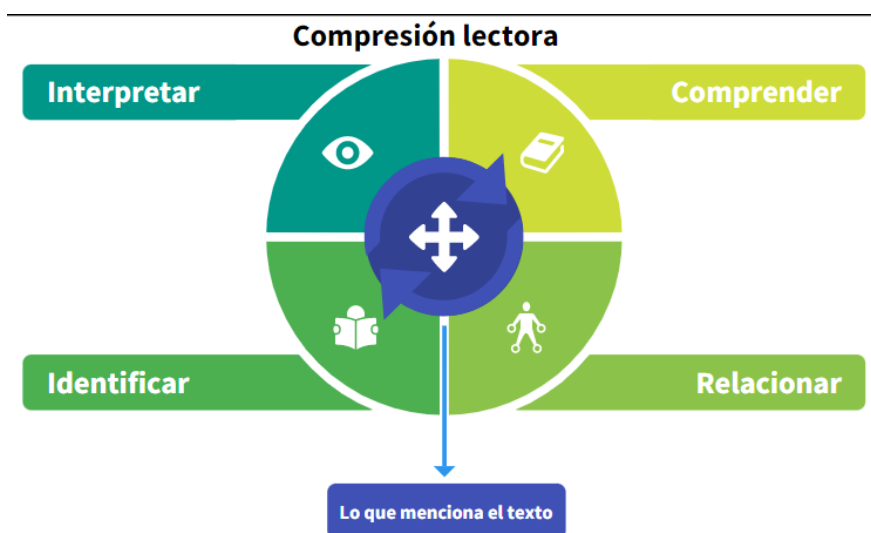 Compresión lectora
Interpretar
Comprender
Identificar
Relacionar
Lo que menciona el texto